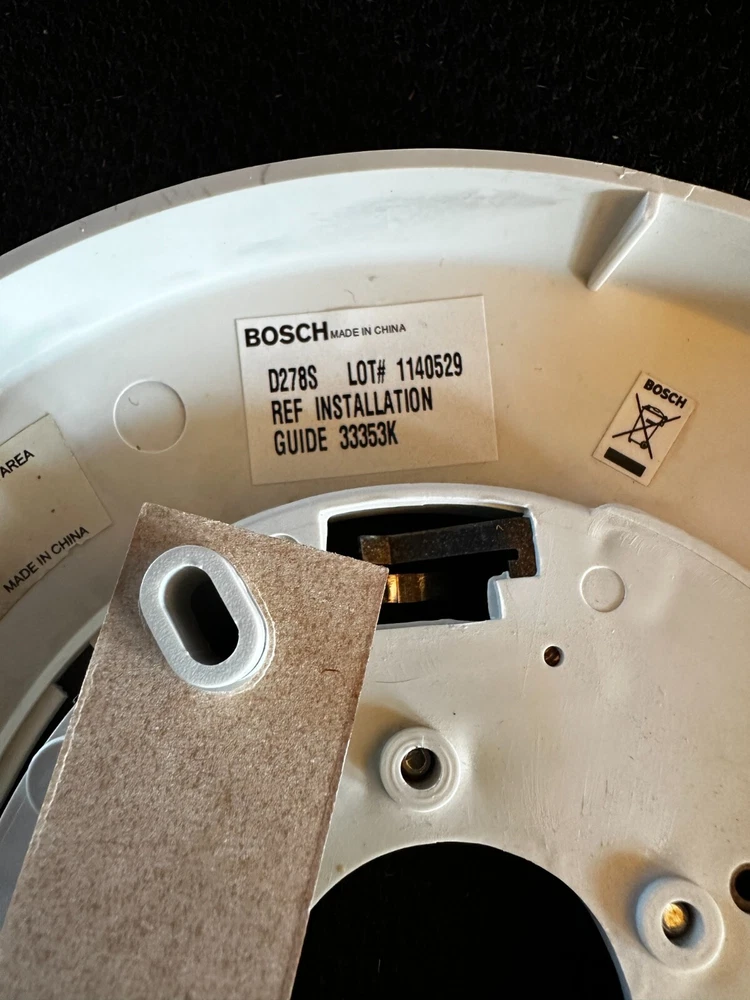 BOSCH MADE IN CHINA
D278S LOT# 1140529
REF INSTALLATION
GUIDE 33353K
BOSCH
AREA
MADE IN CHINA